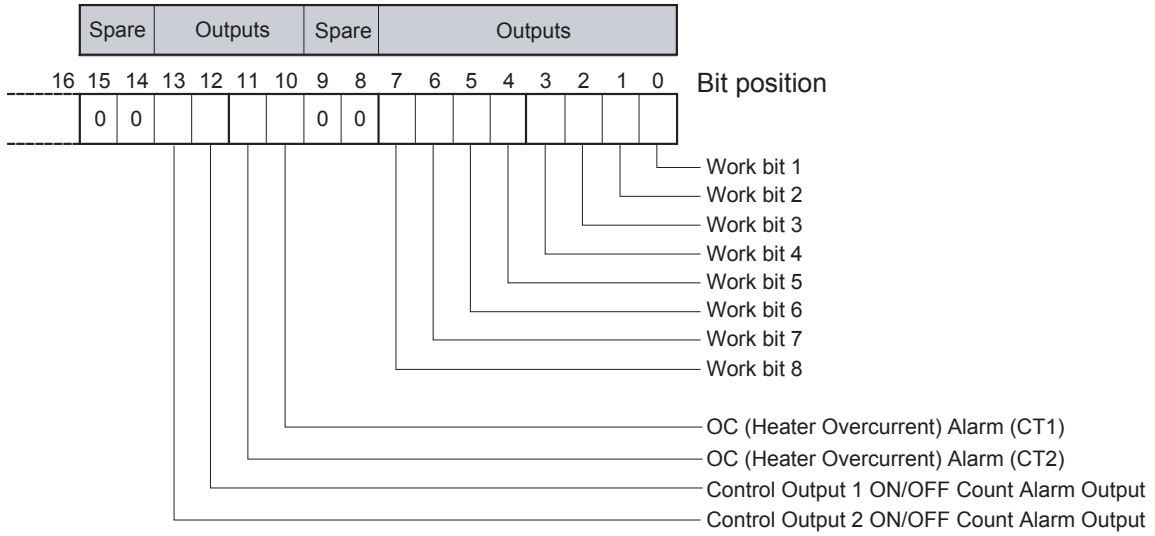 Spare Outputs Spare Outputs
16 15 14 13 12 11 10 9 8 7 6 5 4 3 2 1 0 Bit position
0 0 0 0
Work bit 1
Work bit 2
Work bit 3
Work bit 4
Work bit 5
Work bit 6
Work bit 7
Work bit 8
OC (Heater Overcurrent) Alarm (CT1)
OC (Heater Overcurrent) Alarm (CT2)
Control Output 1 ON/OFF Count Alarm Output
Control Output 2 ON/OFF Count Alarm Output